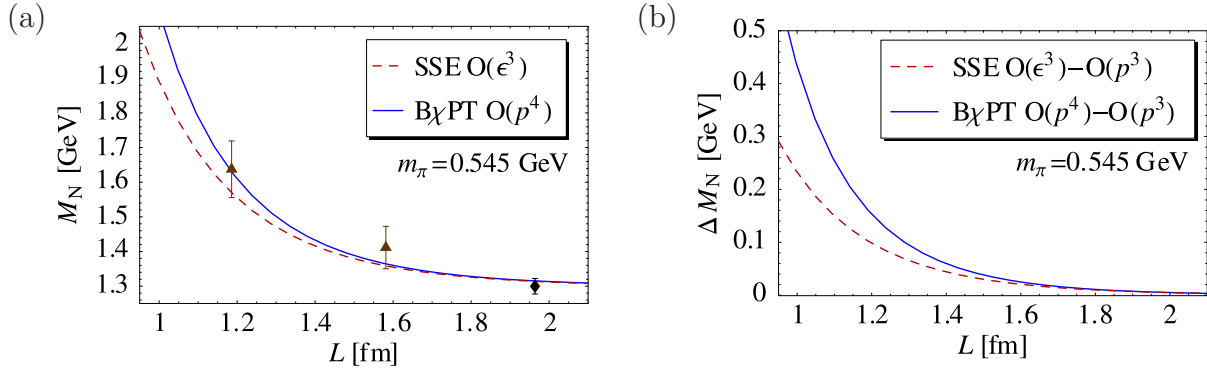 (a)
2
1.9
1.8
1.7
1.6
1.5
1.4
1.3
M_N [GeV]
SSE O(ϵ³)
BχPT O(p⁴)
m_π=0.545 GeV
1 1.2 1.4 1.6 1.8 2
L [fm]
(b)
0.5
0.4
0.3
0.2
0.1
0
Δ M_N [GeV]
SSE O(ϵ³)−O(p³)
BχPT O(p⁴)−O(p³)
m_π=0.545 GeV
1 1.2 1.4 1.6 1.8 2
L [fm]